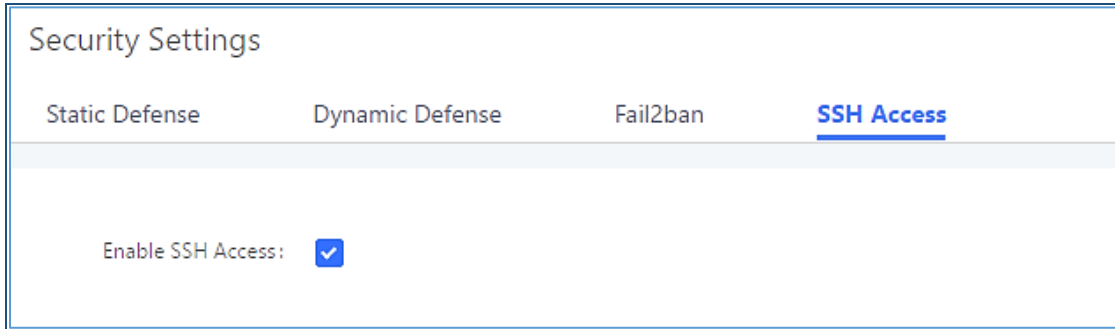 Security Settings
Static Defense Dynamic Defense Fail2ban SSH Access
Enable SSH Access: